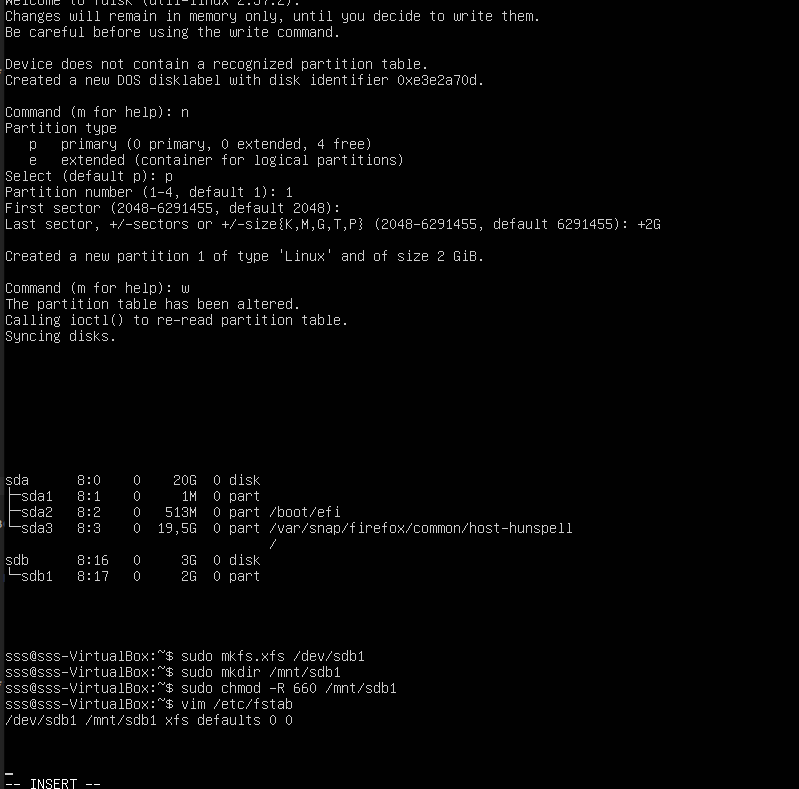 Welcome to fdisk (util-linux 2.37.2).
Changes will remain in memory only, until you decide to write them.
Be careful before using the write command.
Device does not contain a recognized partition table.
Created a new DOS disklabel with disk identifier 0xe3e2a70d.
Command (m for help): n
Partition type
   p   primary (0 primary, 0 extended, 4 free)
   e   extended (container for logical partitions)
Select (default p): p
Partition number (1-4, default 1): 1
First sector (2048-6291455, default 2048):
Last sector, +/-sectors or +/-size{K,M,G,T,P} (2048-6291455, default 6291455): +2G
Created a new partition 1 of type 'Linux' and of size 2 GiB.
Command (m for help): w
The partition table has been altered.
Calling ioctl() to re-read partition table.
Syncing disks.
sda      8:0    0    20G  0 disk
├─sda1   8:1    0     1M  0 part
├─sda2   8:2    0   513M  0 part /boot/efi
└─sda3   8:3    0  19,5G  0 part /var/snap/firefox/common/host-hunspell
                                 /
sdb      8:16   0     3G  0 disk
└─sdb1   8:17   0     2G  0 part
sss@sss-VirtualBox:~$ sudo mkfs.xfs /dev/sdb1
sss@sss-VirtualBox:~$ sudo mkdir /mnt/sdb1
sss@sss-VirtualBox:~$ sudo chmod -R 660 /mnt/sdb1
sss@sss-VirtualBox:~$ vim /etc/fstab
/dev/sdb1 /mnt/sdb1 xfs defaults 0 0
-- INSERT --